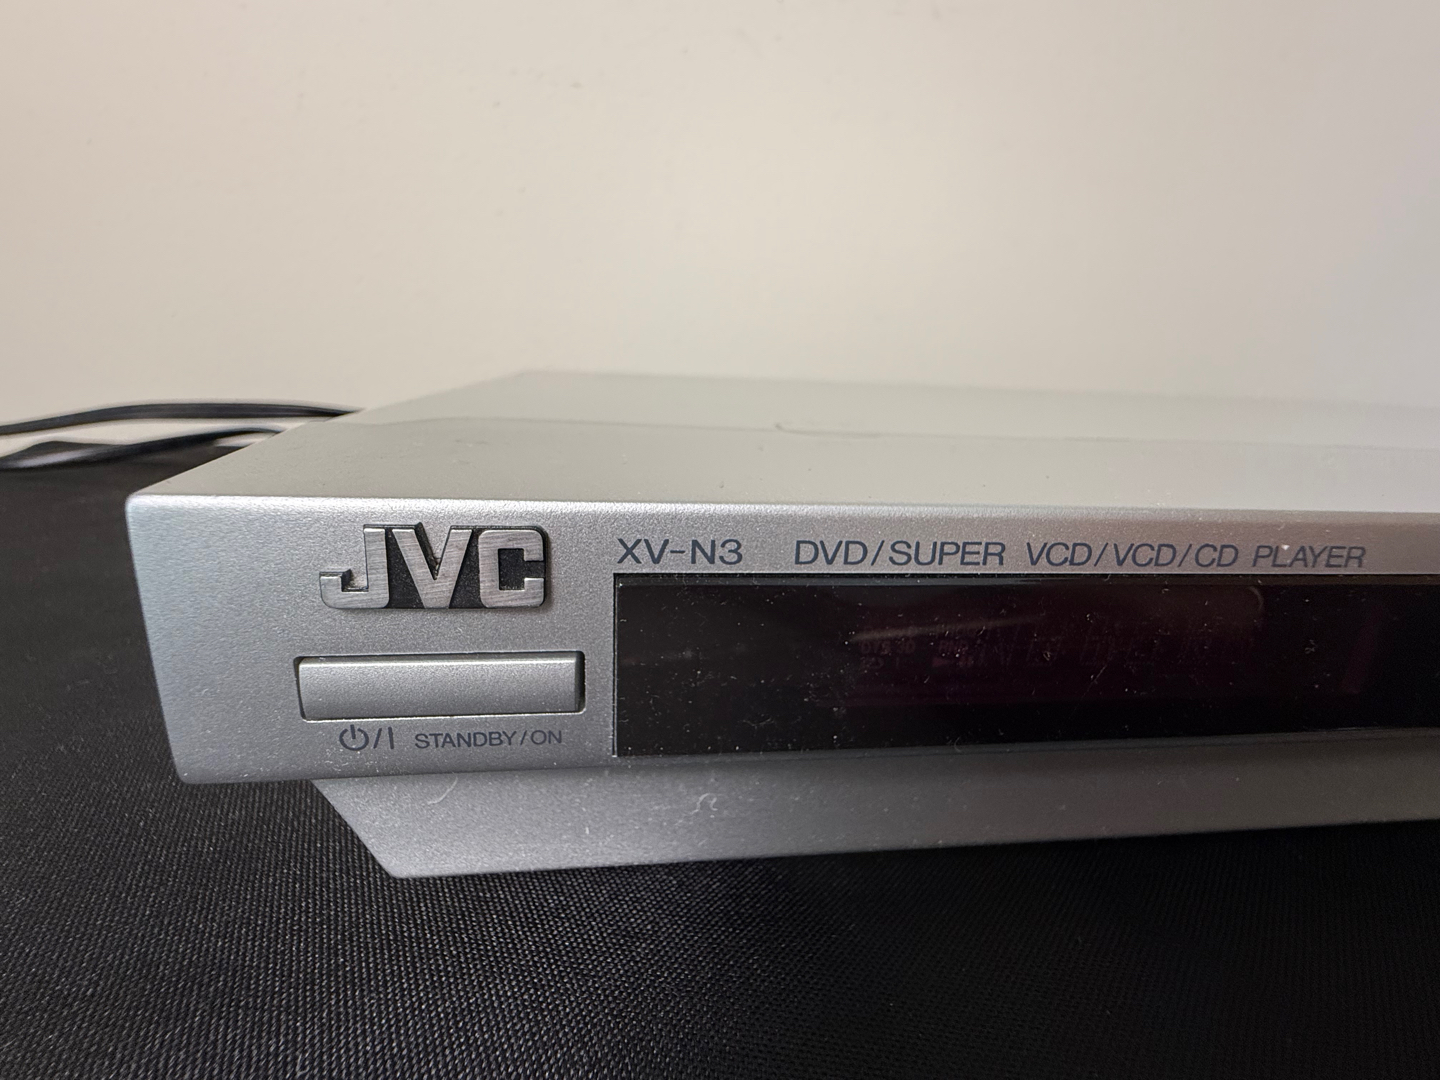 JVC
XV-N3 DVD/SUPER VCD/VCD/CD PLAYER
⏻/I STANDBY/ON